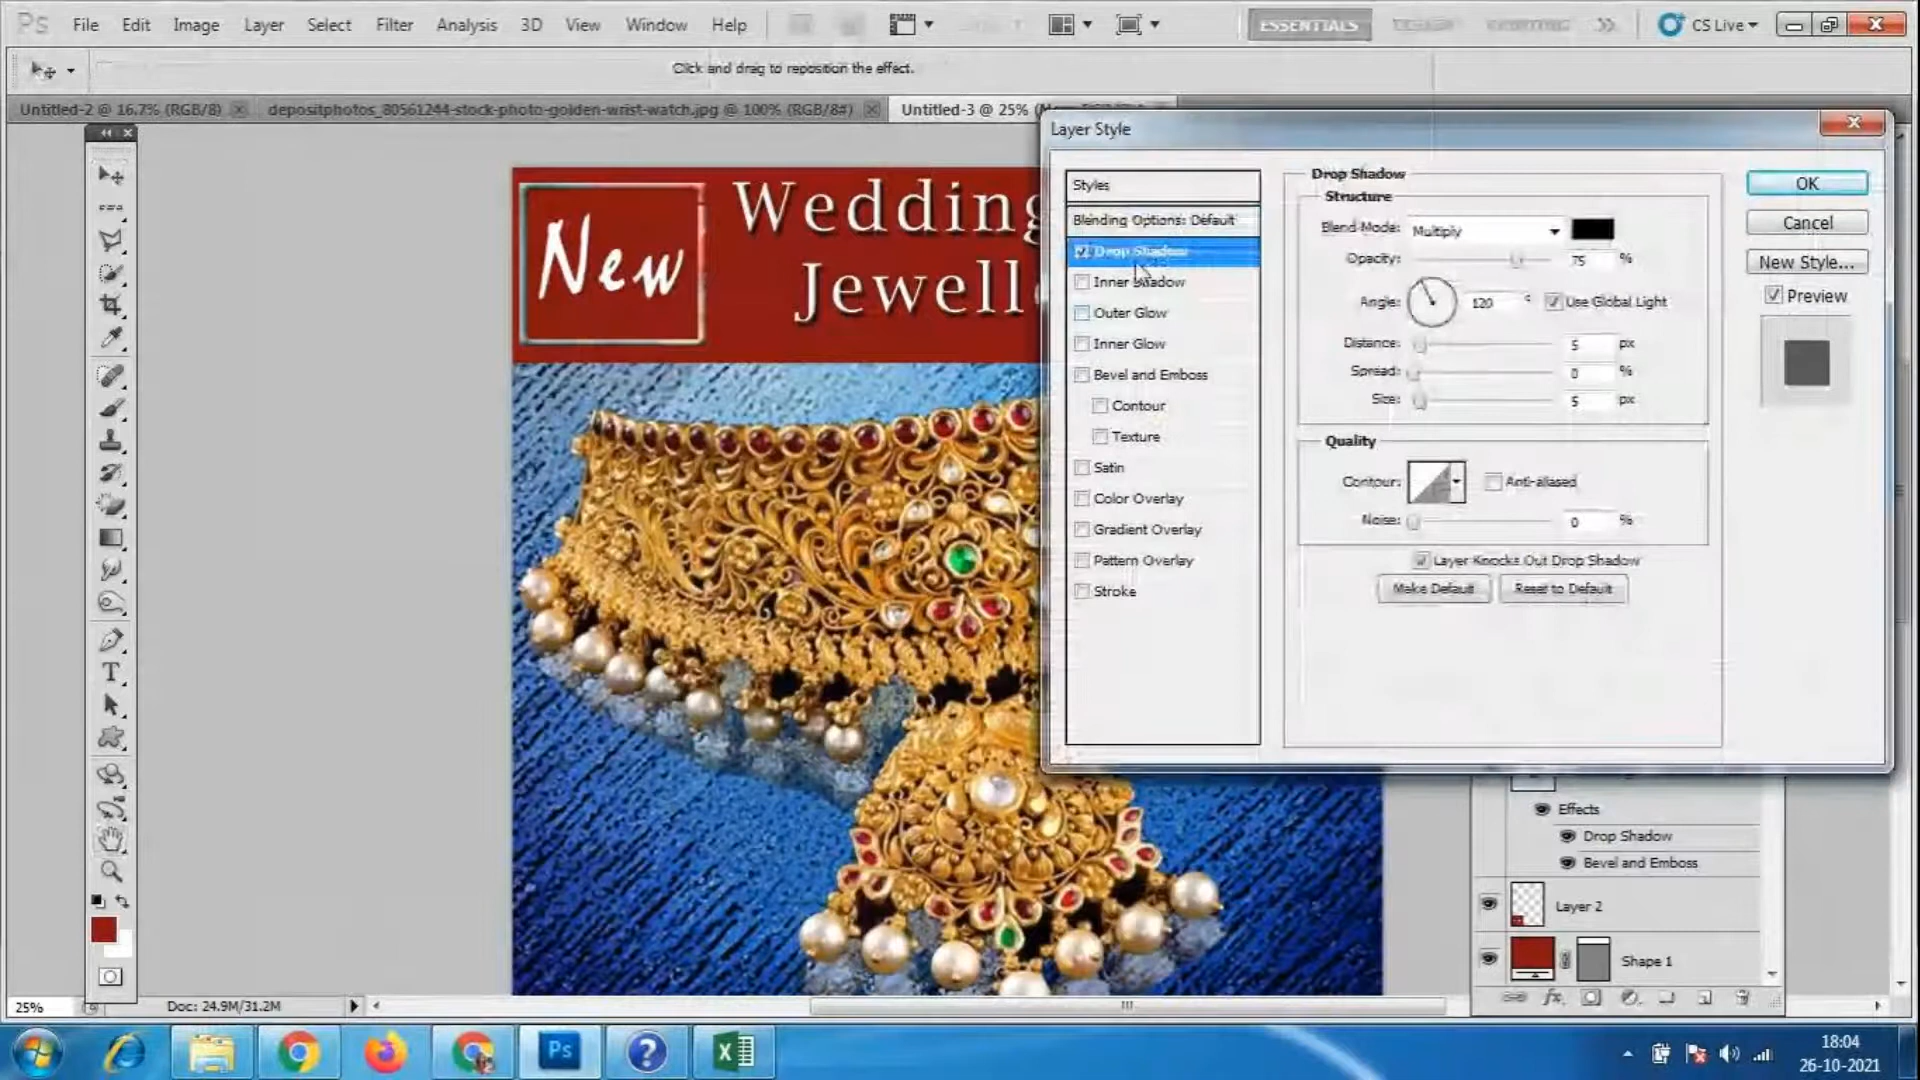 Ps File Edit Image Layer Select Filter Analysis 3D View Window Help ESSENTIALS DESIGN PAINTING CS Live
Click and drag to reposition the effect.
Untitled-2 @ 16.7% (RGB/8)
depositphotos_80561244-stock-photo-golden-wrist-watch.jpg @ 100% (RGB/8#)
Untitled-3 @ 25%
New
Wedding
Jewell
Layer Style
Styles
Blending Options: Default
Drop Shadow
Inner Shadow
Outer Glow
Inner Glow
Bevel and Emboss
Contour
Texture
Satin
Color Overlay
Gradient Overlay
Pattern Overlay
Stroke
Drop Shadow
Structure
Blend Mode: Multiply
Opacity: 75 %
Angle: 120 ° Use Global Light
Distance: 5 px
Spread: 0 %
Size: 5 px
Quality
Contour: Anti-aliased
Noise: 0 %
Layer Knocks Out Drop Shadow
Make Default Reset to Default
OK
Cancel
New Style...
Preview
Effects
Drop Shadow
Bevel and Emboss
Layer 2
Shape 1
25% Doc: 24.9M/31.2M
Ps
18:04
26-10-2021